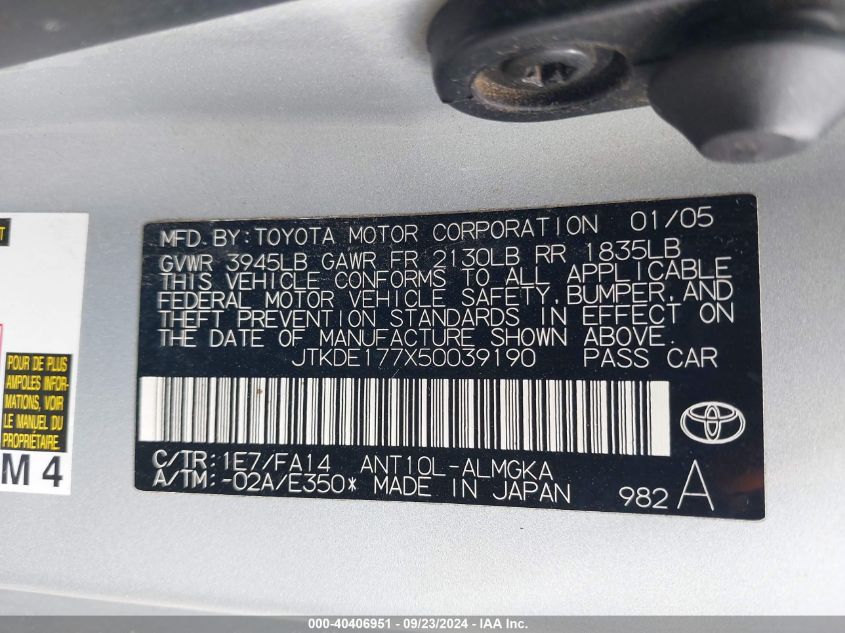 MFD. BY: TOYOTA MOTOR CORPORATION 01/05
GVWR 3945LB GAWR FR 2130LB RR 1835LB
THIS VEHICLE CONFORMS TO ALL APPLICABLE
FEDERAL MOTOR VEHICLE SAFETY, BUMPER, AND
THEFT PREVENTION STANDARDS IN EFFECT ON
THE DATE OF MANUFACTURE SHOWN ABOVE.
JTKDE177X50039190 PASS CAR
C/TR: 1E7/FA14 ANT10L-ALMGKA
A/TM: -02A/E350* MADE IN JAPAN
982 A
T
POUR DE PLUS
AMPOLES INFOR-
MATIONS, VOIR
LE MANUEL DU
PROPRIÉTAIRE.
M 4
000-40406951 - 09/23/2024 - IAA Inc.